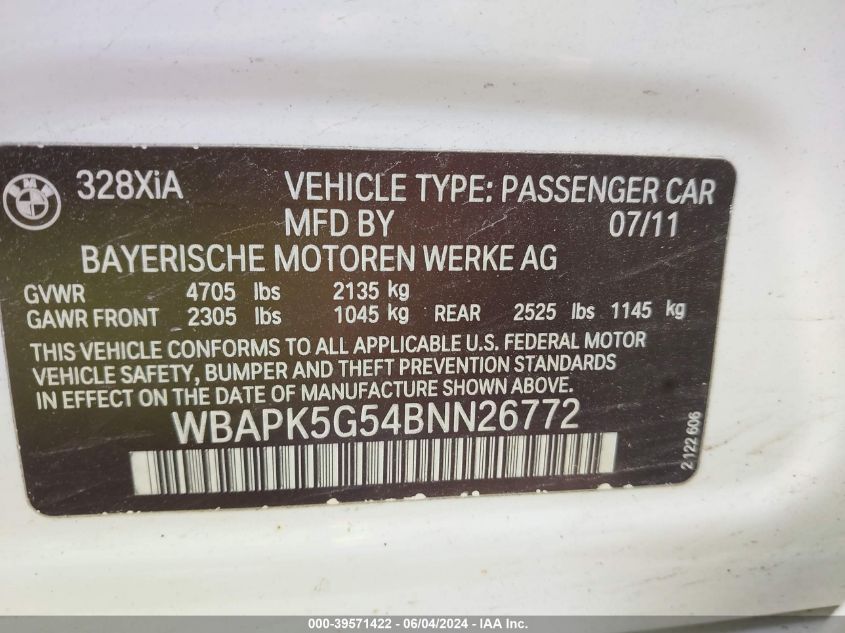 BMW
328XiA VEHICLE TYPE: PASSENGER CAR
MFD BY 07/11
BAYERISCHE MOTOREN WERKE AG
GVWR 4705 lbs 2135 kg
GAWR FRONT 2305 lbs 1045 kg REAR 2525 lbs 1145 kg
THIS VEHICLE CONFORMS TO ALL APPLICABLE U.S. FEDERAL MOTOR
VEHICLE SAFETY, BUMPER AND THEFT PREVENTION STANDARDS
IN EFFECT ON THE DATE OF MANUFACTURE SHOWN ABOVE.
WBAPK5G54BNN26772
2 122 606
000-39571422 - 06/04/2024 - IAAI.com